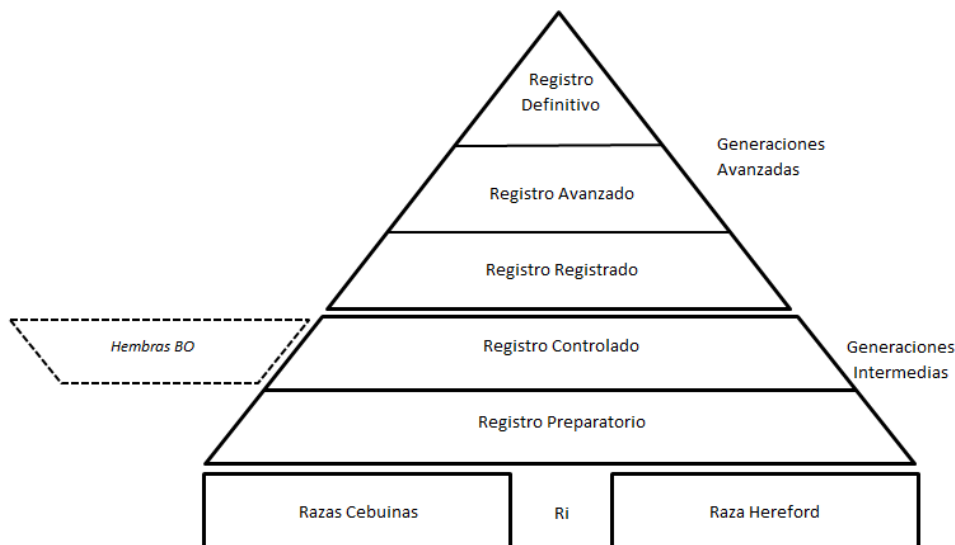 Registro
Definitivo
Generaciones
Avanzadas
Registro Avanzado
Registro Registrado
Hembras BO
Registro Controlado
Generaciones
Intermedias
Registro Preparatorio
Razas Cebuinas
Ri
Raza Hereford